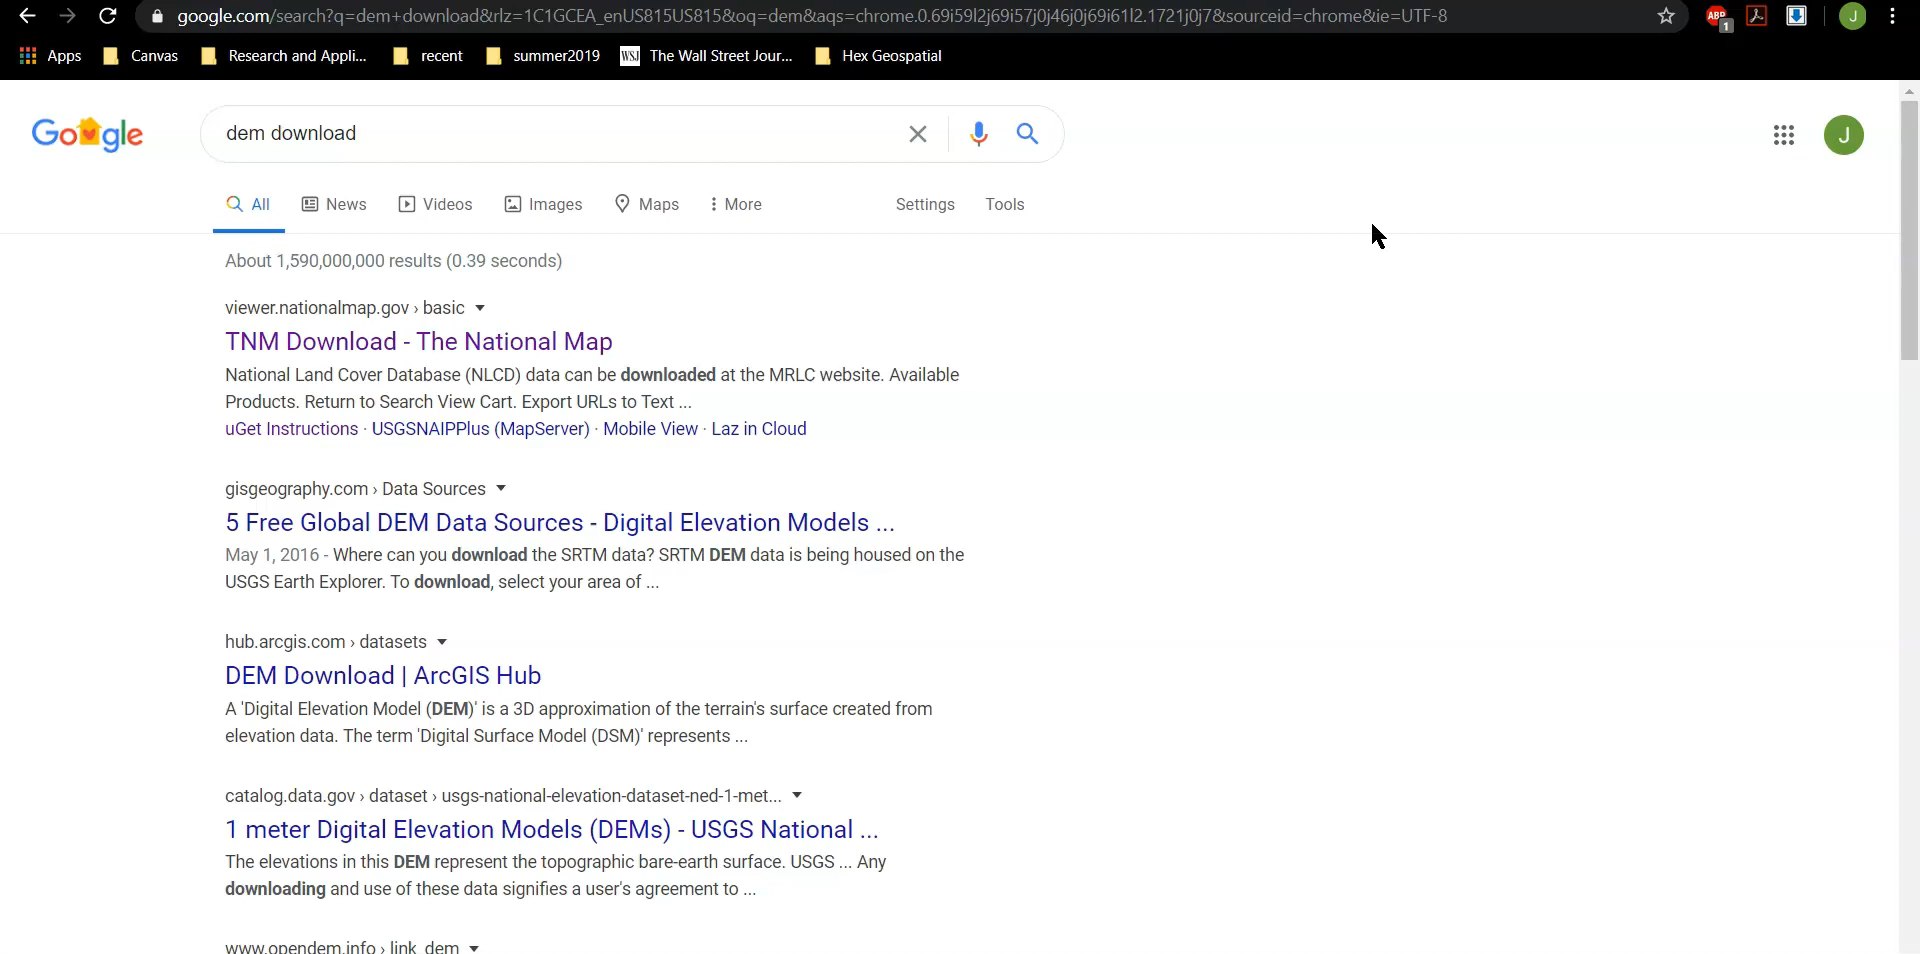 google.com/search?q=dem+download&rlz=1C1GCEA_enUS815US815&oq=dem&aqs=chrome.0.69i59l2j69i57j0j46j0j69i61l2.1721j0j7&sourceid=chrome&ie=UTF-8
ABP 1 J
Apps Canvas Research and Appli... recent summer2019 WSJ The Wall Street Jour... Hex Geospatial
Google dem download J
All News Videos Images Maps More Settings Tools
About 1,590,000,000 results (0.39 seconds)
viewer.nationalmap.gov › basic
TNM Download - The National Map
National Land Cover Database (NLCD) data can be downloaded at the MRLC website. Available
Products. Return to Search View Cart. Export URLs to Text ...
uGet Instructions · USGSNAIPPlus (MapServer) · Mobile View · Laz in Cloud
gisgeography.com › Data Sources
5 Free Global DEM Data Sources - Digital Elevation Models ...
May 1, 2016 - Where can you download the SRTM data? SRTM DEM data is being housed on the
USGS Earth Explorer. To download, select your area of ...
hub.arcgis.com › datasets
DEM Download | ArcGIS Hub
A 'Digital Elevation Model (DEM)' is a 3D approximation of the terrain's surface created from
elevation data. The term 'Digital Surface Model (DSM)' represents ...
catalog.data.gov › dataset › usgs-national-elevation-dataset-ned-1-met...
1 meter Digital Elevation Models (DEMs) - USGS National ...
The elevations in this DEM represent the topographic bare-earth surface. USGS ... Any
downloading and use of these data signifies a user's agreement to ...
www.opendem.info › link_dem